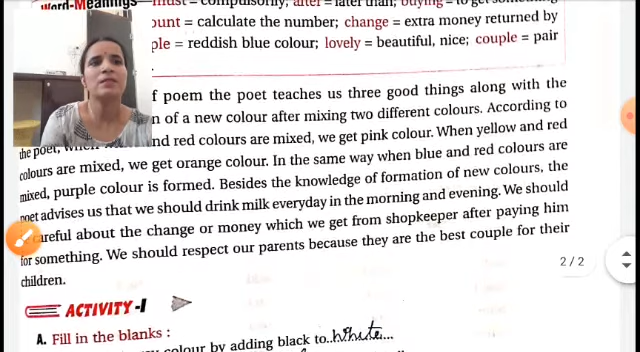 Word-Meanings must = compulsorily; after = later than; buying = to get something
ount = calculate the number; change = extra money returned by
ple = reddish blue colour; lovely = beautiful, nice; couple = pair
f poem the poet teaches us three good things along with the
n of a new colour after mixing two different colours. According to
the poet, when nd red colours are mixed, we get pink colour. When yellow and red
colours are mixed, we get orange colour. In the same way when blue and red colours are
mixed, purple colour is formed. Besides the knowledge of formation of new colours, the
poet advises us that we should drink milk everyday in the morning and evening. We should
careful about the change or money which we get from shopkeeper after paying him
for something. We should respect our parents because they are the best couple for their
children.
2 / 2
ACTIVITY-I
A. Fill in the blanks :
colour by adding black to..White...